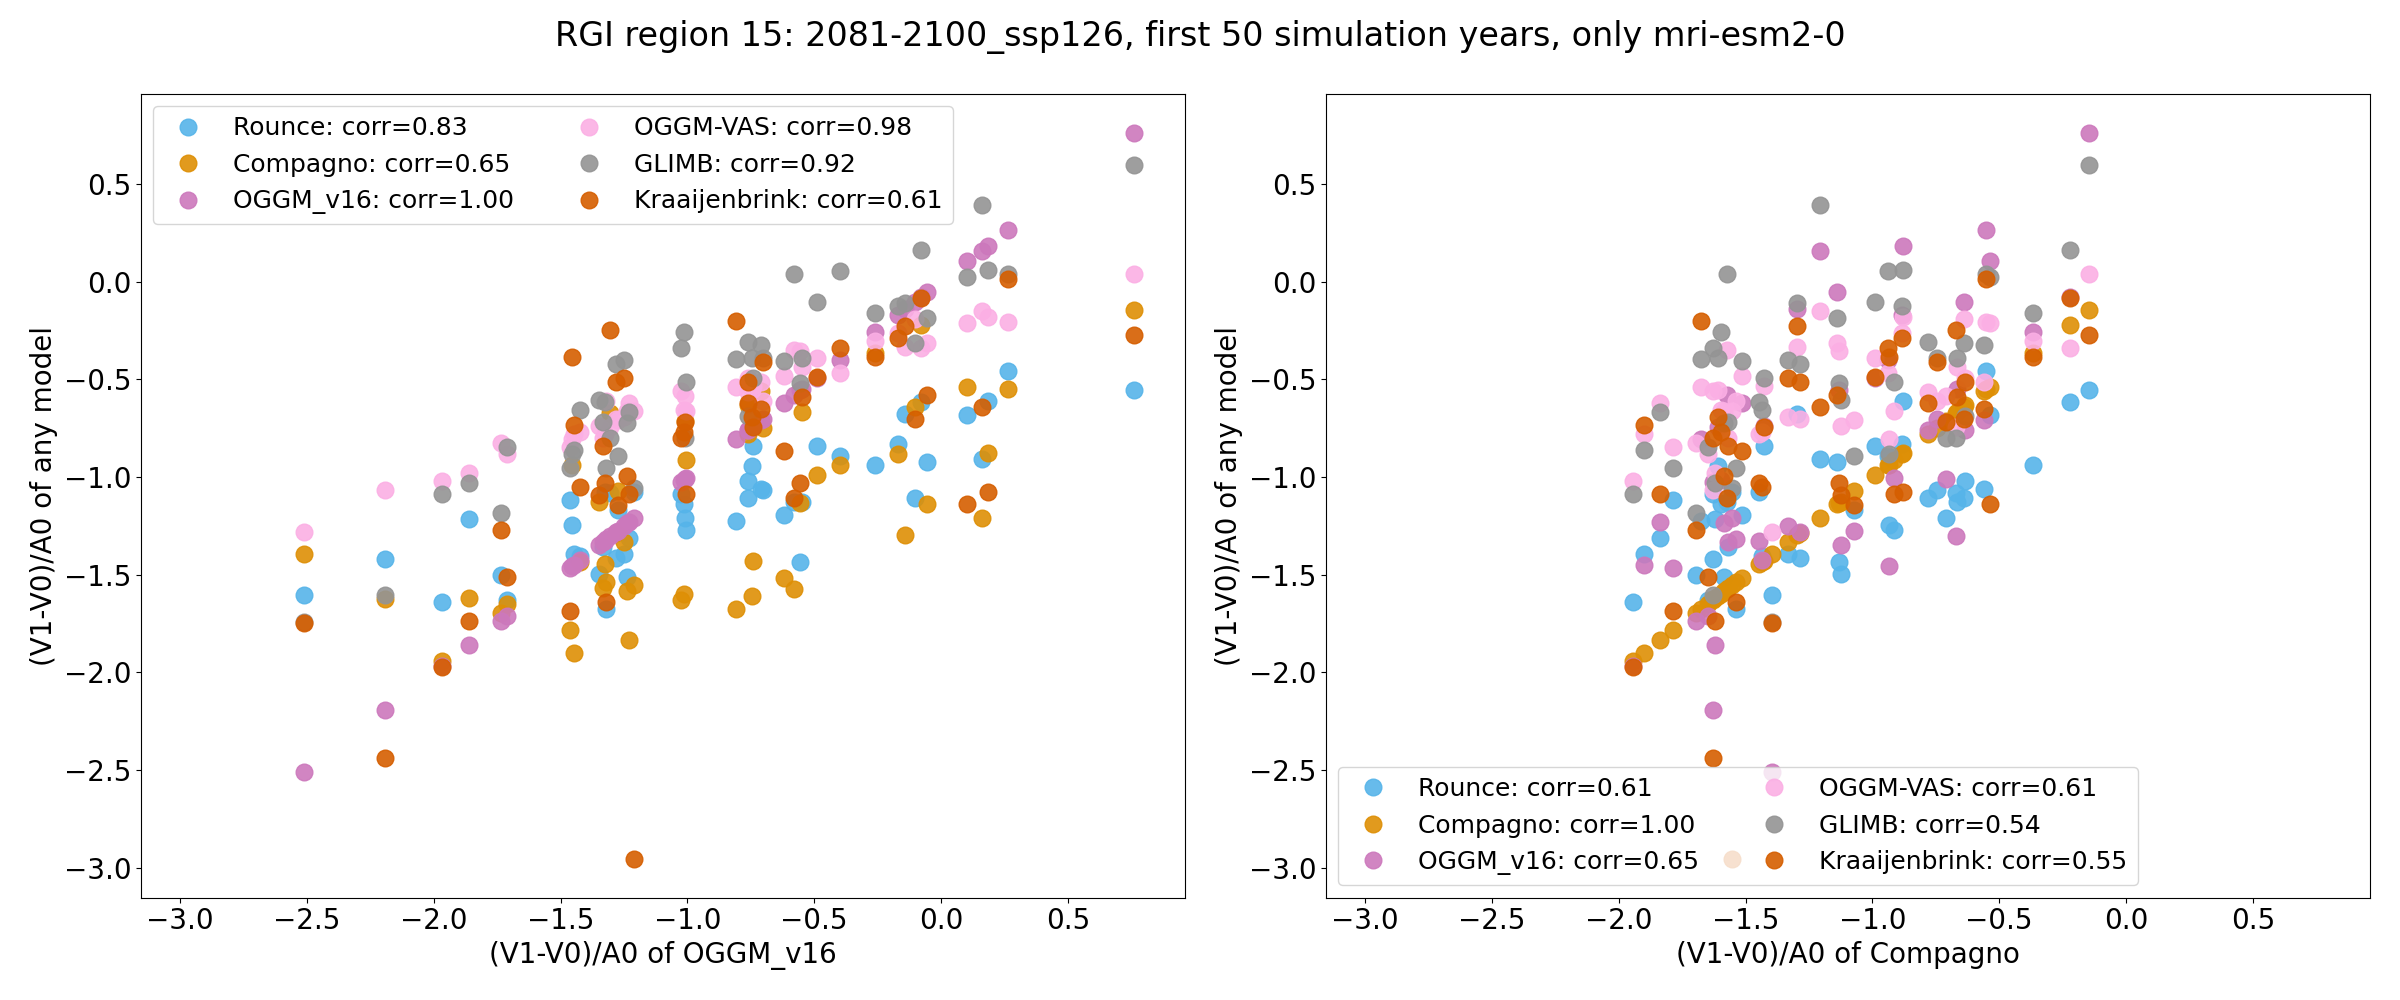 RGI region 15: 2081-2100_ssp126, first 50 simulation years, only mri-esm2-0
Rounce: corr=0.83
Compagno: corr=0.65
OGGM_v16: corr=1.00
OGGM-VAS: corr=0.98
GLIMB: corr=0.92
Kraaijenbrink: corr=0.61
(V1-V0)/A0 of any model
0.5
0.0
−0.5
−1.0
−1.5
−2.0
−2.5
−3.0
−3.0 −2.5 −2.0 −1.5 −1.0 −0.5 0.0 0.5
(V1-V0)/A0 of OGGM_v16
(V1-V0)/A0 of any model
0.5
0.0
−0.5
−1.0
−1.5
−2.0
−2.5
−3.0
Rounce: corr=0.61
Compagno: corr=1.00
OGGM_v16: corr=0.65
OGGM-VAS: corr=0.61
GLIMB: corr=0.54
Kraaijenbrink: corr=0.55
−3.0 −2.5 −2.0 −1.5 −1.0 −0.5 0.0 0.5
(V1-V0)/A0 of Compagno